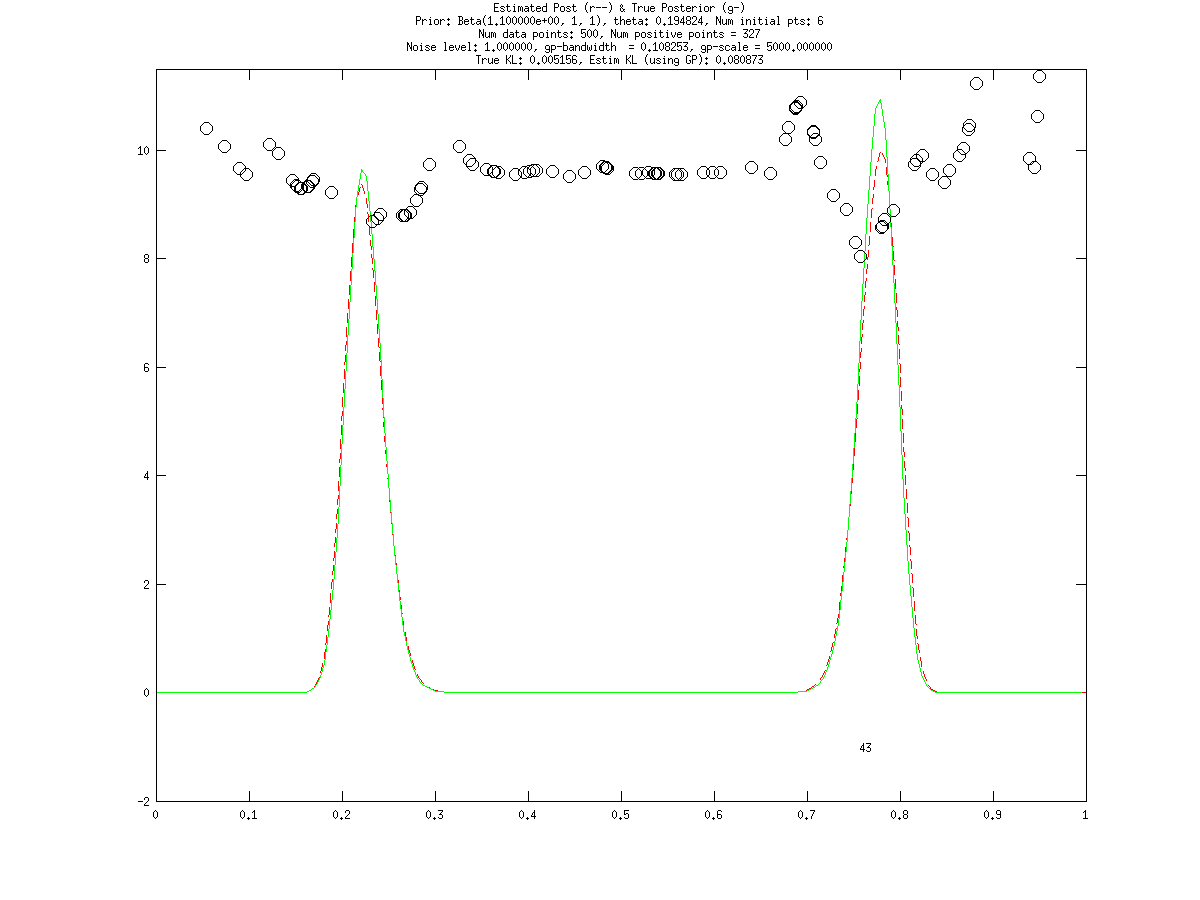 Estimated Post (r--) & True Posterior (g-)
Prior: Beta(1.100000e+00, 1, 1), theta: 0.194824, Num initial pts: 6
Num data points: 500, Num positive points = 327
Noise level: 1.000000, gp-bandwidth  = 0.108253, gp-scale = 5000.000000
True KL: 0.005156, Estim KL (using GP): 0.080873
10
8
6
4
2
0
43
-2
0 0.1 0.2 0.3 0.4 0.5 0.6 0.7 0.8 0.9 1